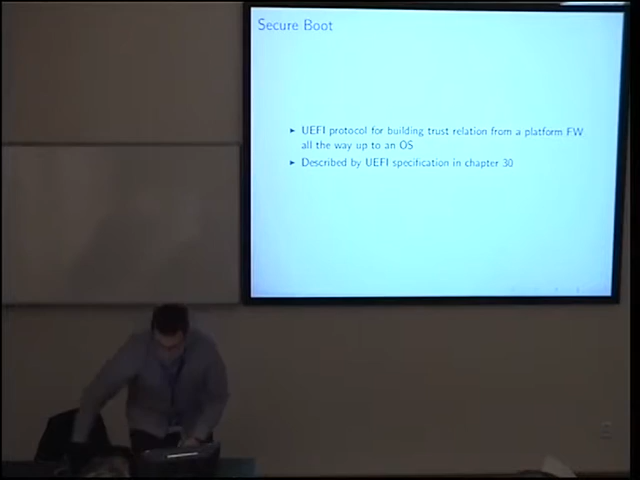 Secure Boot
▸ UEFI protocol for building trust relation from a platform FW
all the way up to an OS
▸ Described by UEFI specification in chapter 30